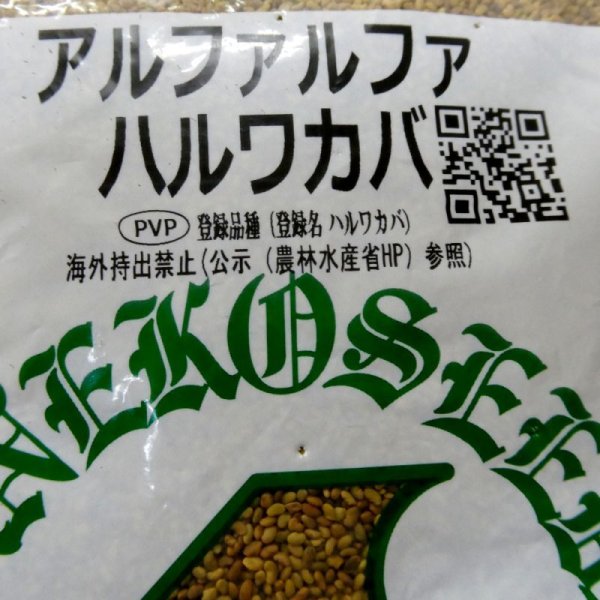 アルファルファ
ハルワカバ
PVP 登録品種（登録名 ハルワカバ）
海外持出禁止（公示（農林水産省HP）参照）
NEKOSEE